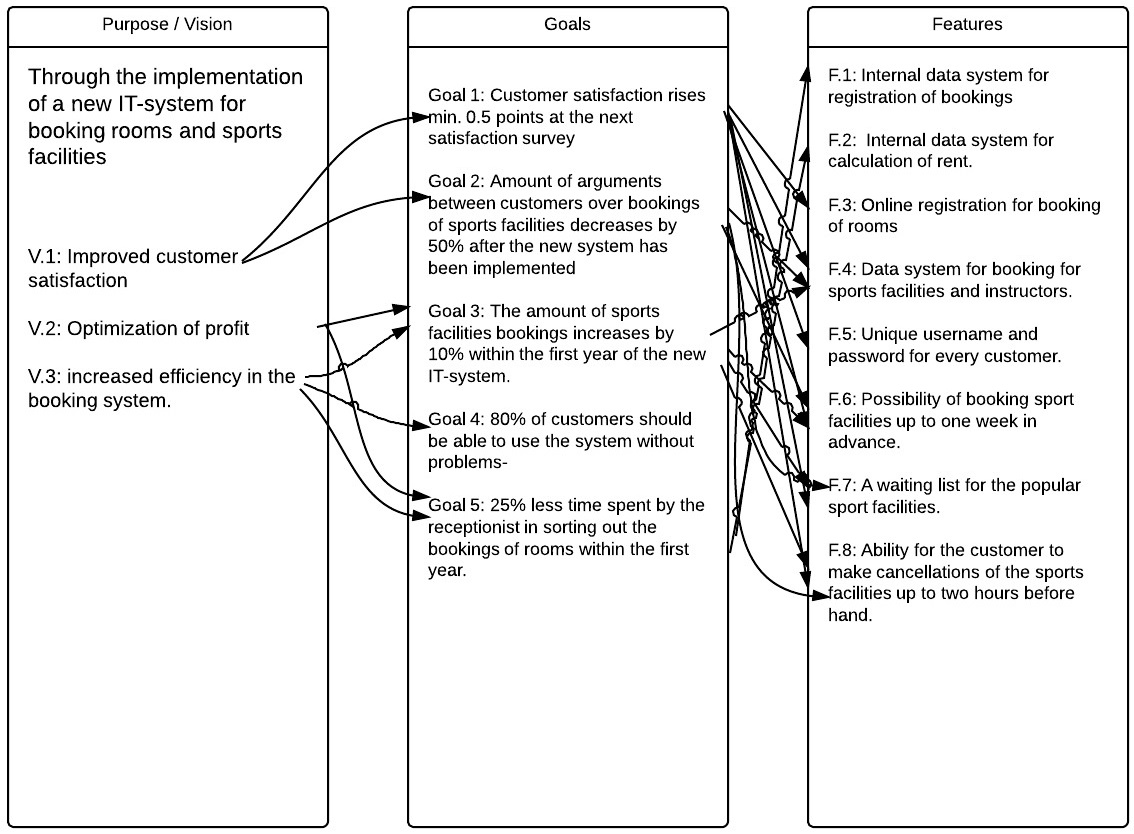 Purpose / Vision
Through the implementation
of a new IT-system for
booking rooms and sports
facilities
V.1: Improved customer
satisfaction
V.2: Optimization of profit
V.3: increased efficiency in the
booking system.
Goals
Goal 1: Customer satisfaction rises
min. 0.5 points at the next
satisfaction survey
Goal 2: Amount of arguments
between customers over bookings
of sports facilities decreases by
50% after the new system has
been implemented
Goal 3: The amount of sports
facilities bookings increases by
10% within the first year of the new
IT-system.
Goal 4: 80% of customers should
be able to use the system without
problems-
Goal 5: 25% less time spent by the
receptionist in sorting out the
bookings of rooms within the first
year.
Features
F.1: Internal data system for
registration of bookings
F.2:  Internal data system for
calculation of rent.
F.3: Online registration for booking
of rooms
F.4: Data system for booking for
sports facilities and instructors.
F.5: Unique username and
password for every customer.
F.6: Possibility of booking sport
facilities up to one week in
advance.
F.7: A waiting list for the popular
sport facilities.
F.8: Ability for the customer to
make cancellations of the sports
facilities up to two hours before
hand.